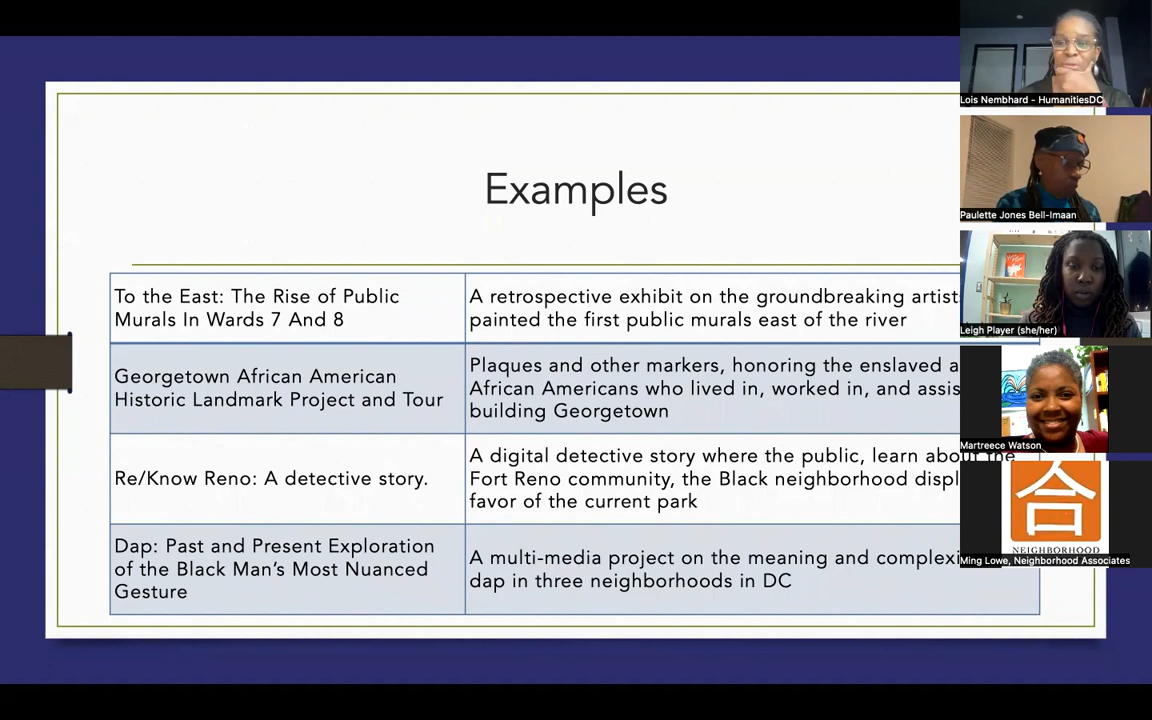 Examples
To the East: The Rise of Public
Murals In Wards 7 And 8
A retrospective exhibit on the groundbreaking artists
painted the first public murals east of the river
Georgetown African American
Historic Landmark Project and Tour
Plaques and other markers, honoring the enslaved a
African Americans who lived in, worked in, and assis
building Georgetown
Re/Know Reno: A detective story.
A digital detective story where the public, learn about the
Fort Reno community, the Black neighborhood displ
favor of the current park
Dap: Past and Present Exploration
of the Black Man’s Most Nuanced
Gesture
A multi-media project on the meaning and complexi
dap in three neighborhoods in DC
Lois Nembhard - HumanitiesDC
Paulette Jones Bell-Imaan
Leigh Player (she/her)
Martreece Watson
合
NEIGHBORHOOD
Ming Lowe, Neighborhood Associates